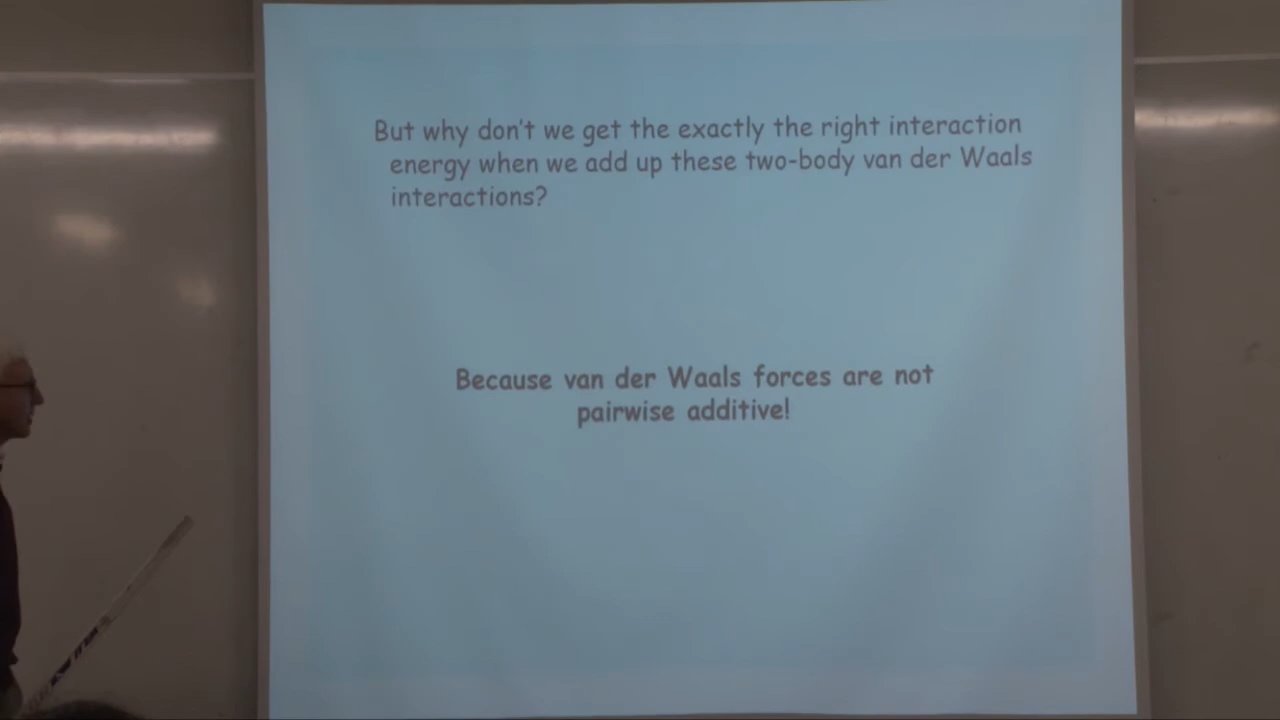 But why don't we get the exactly the right interaction
energy when we add up these two-body van der Waals
interactions?
Because van der Waals forces are not
pairwise additive!